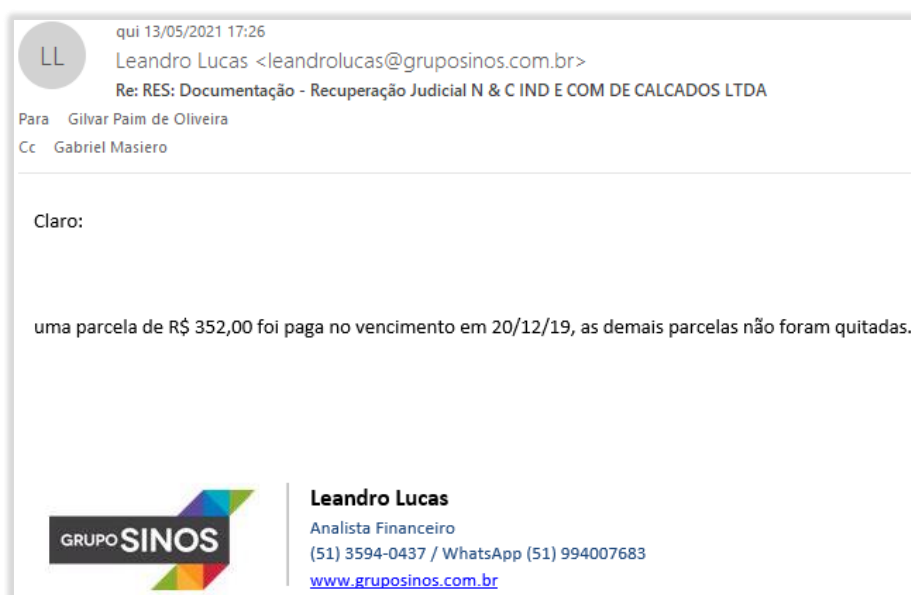 LL
qui 13/05/2021 17:26
Leandro Lucas <leandrolucas@gruposinos.com.br>
Re: RES: Documentação - Recuperação Judicial N & C IND E COM DE CALCADOS LTDA
Para Gilvar Paim de Oliveira
Cc Gabriel Masiero
Claro:
uma parcela de R$ 352,00 foi paga no vencimento em 20/12/19, as demais parcelas não foram quitadas.
GRUPO SINOS
Leandro Lucas
Analista Financeiro
(51) 3594-0437 / WhatsApp (51) 994007683
www.gruposinos.com.br